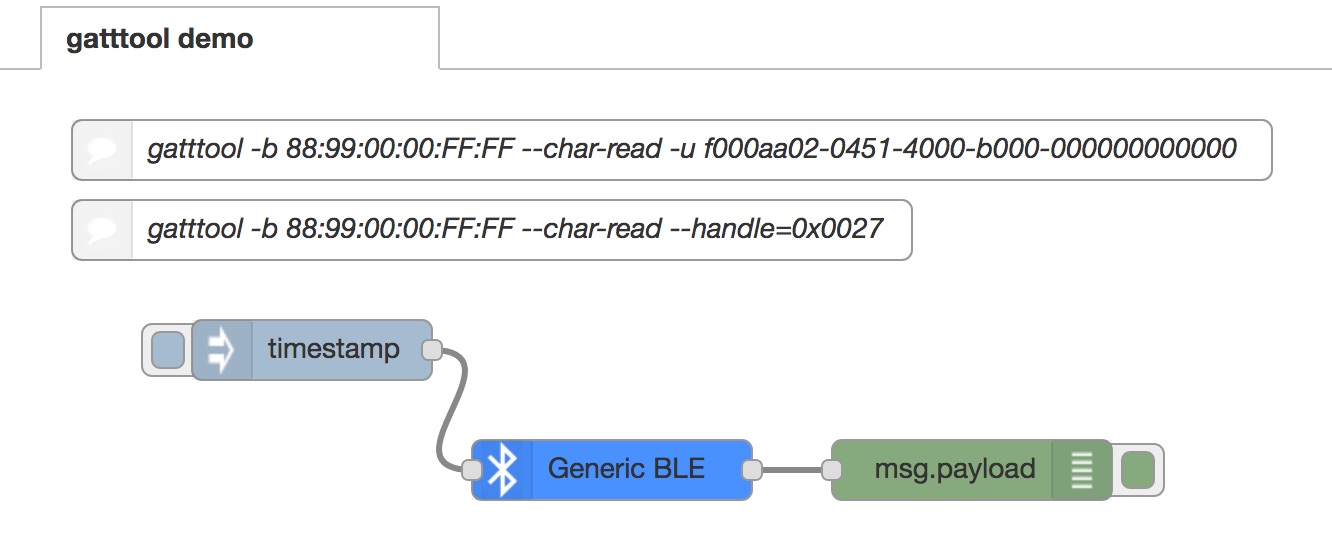 gatttool demo
gatttool -b 88:99:00:00:FF:FF --char-read -u f000aa02-0451-4000-b000-000000000000
gatttool -b 88:99:00:00:FF:FF --char-read --handle=0x0027
timestamp
Generic BLE
msg.payload